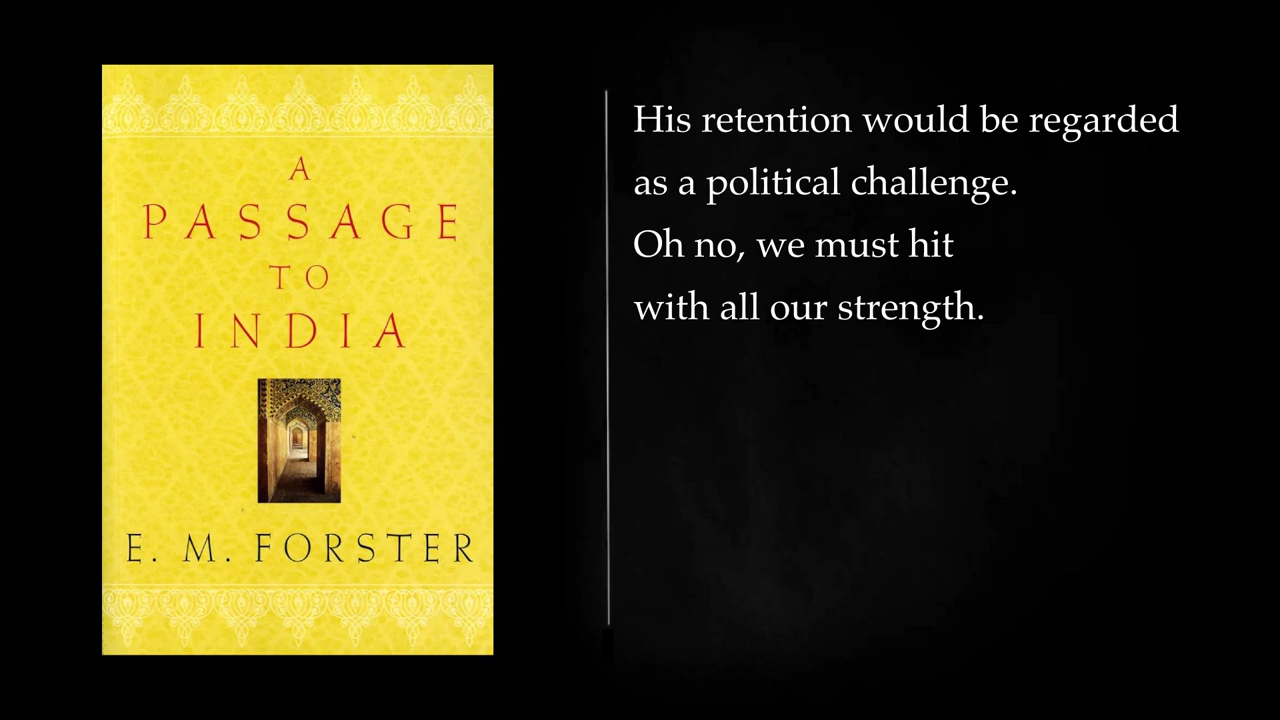 A
PASSAGE
TO
INDIA
E. M. FORSTER
His retention would be regarded
as a political challenge.
Oh no, we must hit
with all our strength.